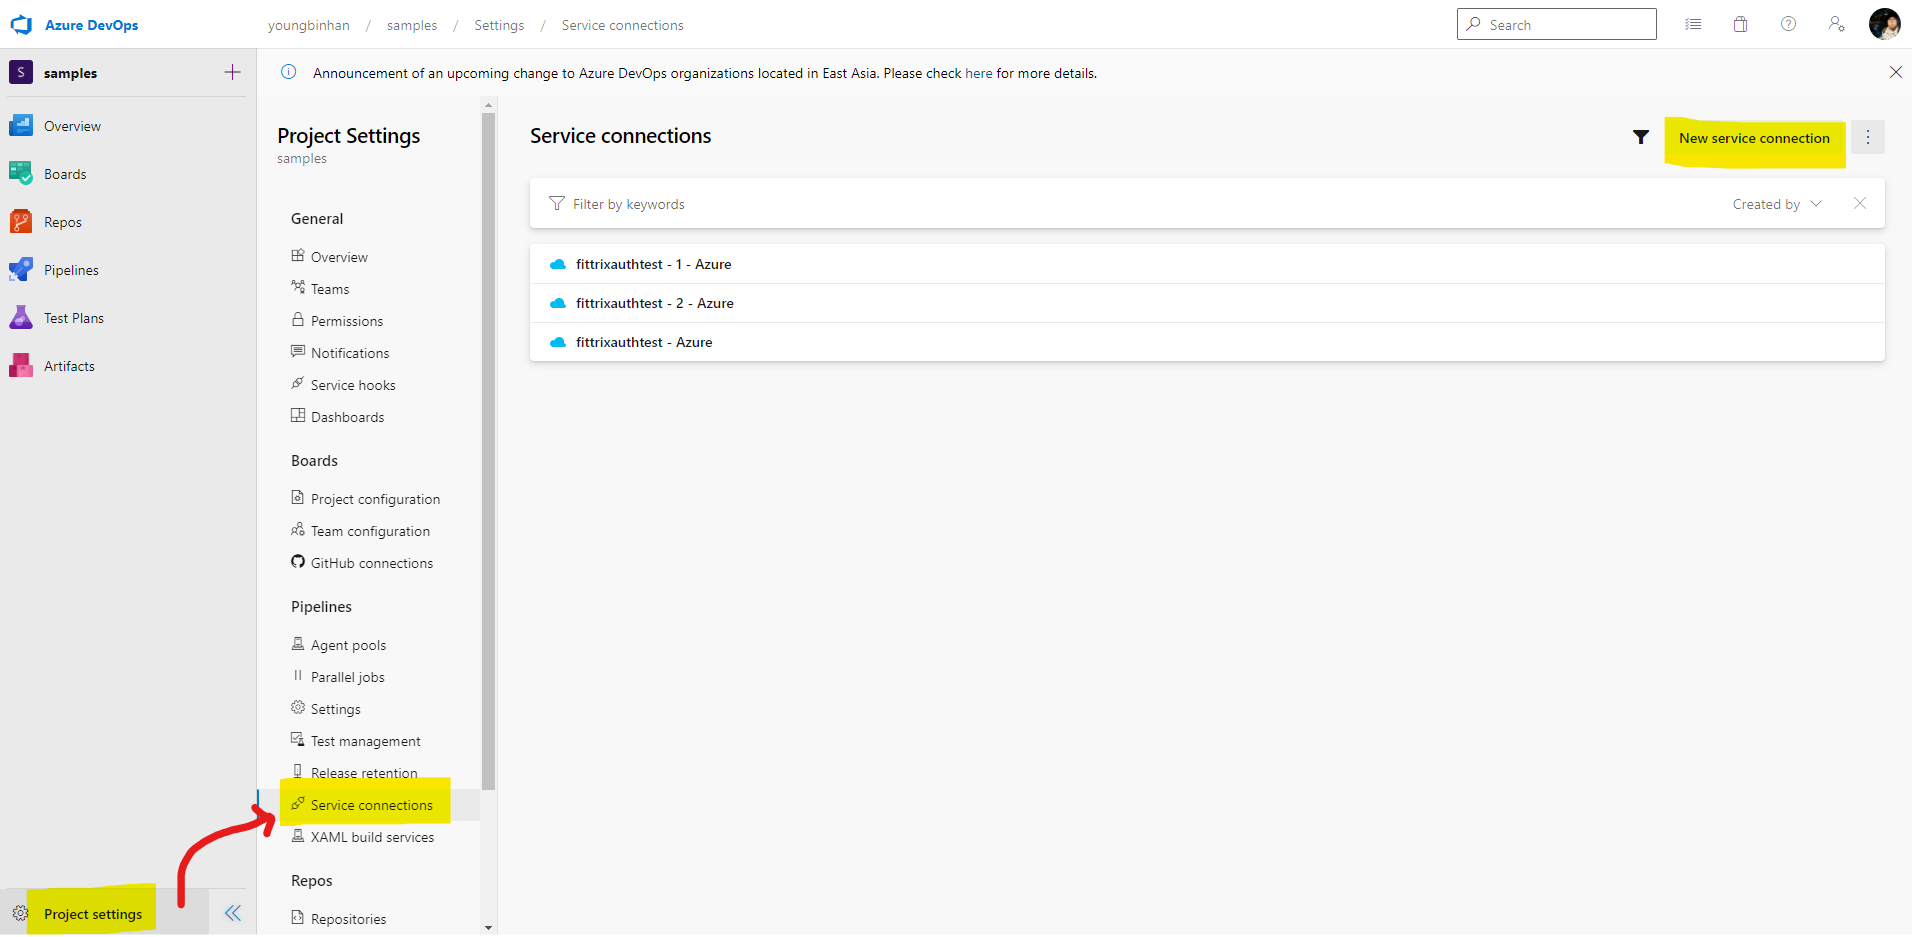 Azure DevOps
youngbinhan / samples / Settings / Service connections
Search
S samples
Announcement of an upcoming change to Azure DevOps organizations located in East Asia. Please check here for more details.
Overview
Boards
Repos
Pipelines
Test Plans
Artifacts
Project settings
Project Settings
samples
General
Overview
Teams
Permissions
Notifications
Service hooks
Dashboards
Boards
Project configuration
Team configuration
GitHub connections
Pipelines
Agent pools
Parallel jobs
Settings
Test management
Release retention
Service connections
XAML build services
Repos
Repositories
Service connections
New service connection
Filter by keywords
Created by
fittrixauthtest - 1 - Azure
fittrixauthtest - 2 - Azure
fittrixauthtest - Azure